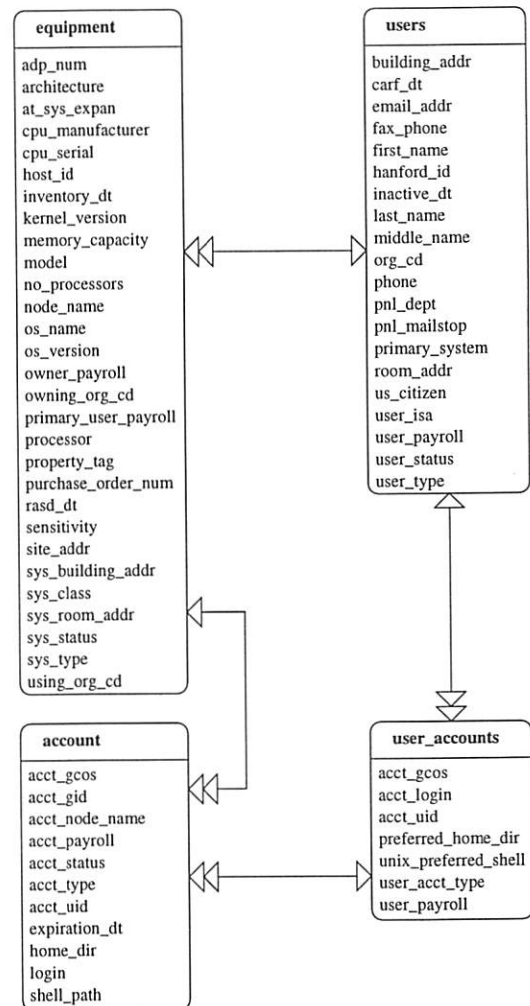 equipment
adp_num
architecture
at_sys_expan
cpu_manufacturer
cpu_serial
host_id
inventory_dt
kernel_version
memory_capacity
model
no_processors
node_name
os_name
os_version
owner_payroll
owning_org_cd
primary_user_payroll
processor
property_tag
purchase_order_num
rasd_dt
sensitivity
site_addr
sys_building_addr
sys_class
sys_room_addr
sys_status
sys_type
using_org_cd
users
building_addr
carf_dt
email_addr
fax_phone
first_name
hanford_id
inactive_dt
last_name
middle_name
org_cd
phone
pnl_dept
pnl_mailstop
primary_system
room_addr
us_citizen
user_isa
user_payroll
user_status
user_type
account
acct_gcos
acct_gid
acct_node_name
acct_payroll
acct_status
acct_type
acct_uid
expiration_dt
home_dir
login
shell_path
user_accounts
acct_gcos
acct_login
acct_uid
preferred_home_dir
unix_preferred_shell
user_acct_type
user_payroll